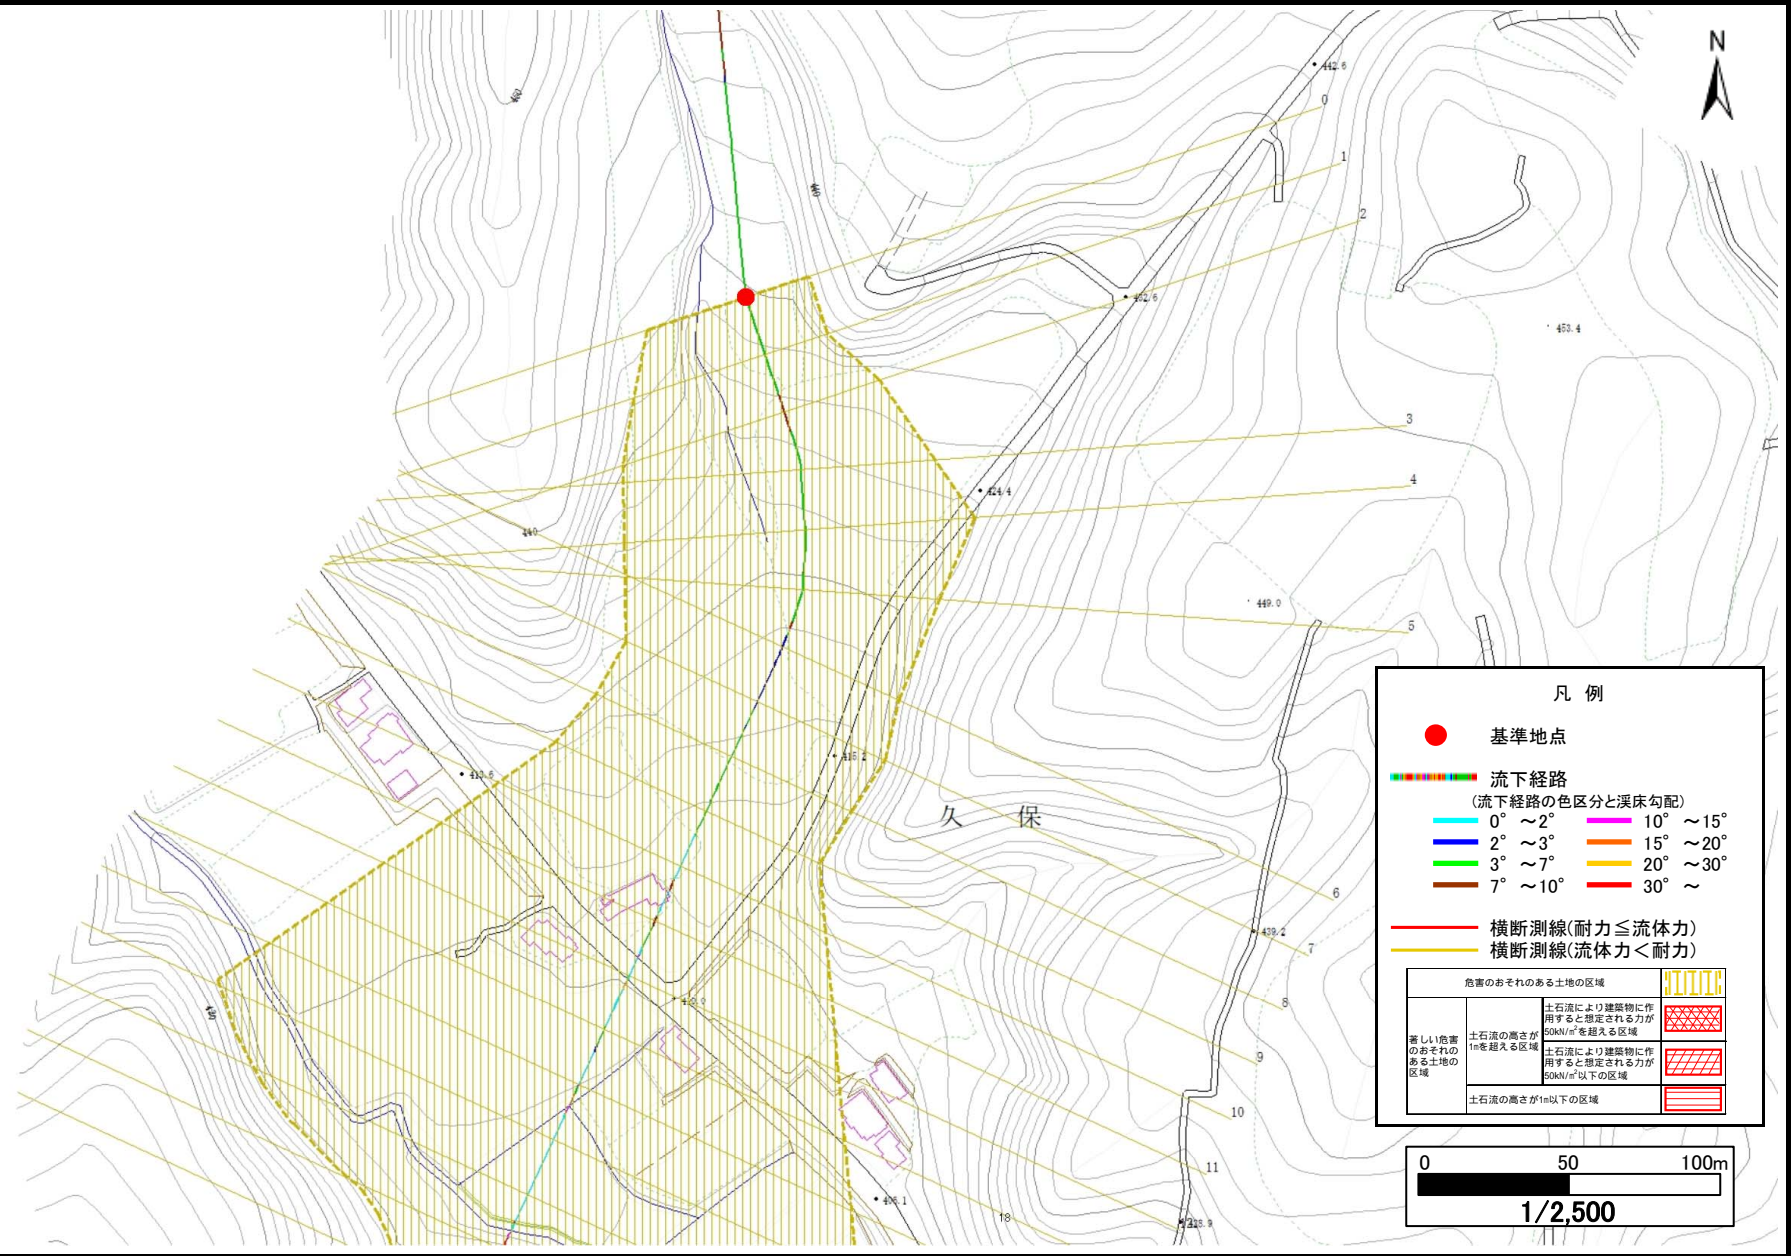 N
442.6
0
1
2
440
432/6
453.4
3
424/4
4
440
449.0
5
415.2
413.6
久 保
6
439.2
7
8
9
10
11
406.1
18
凡 例
基準地点
流下経路
(流下経路の色区分と渓床勾配)
0° ～2° 10° ～15°
2° ～3° 15° ～20°
3° ～7° 20° ～30°
7° ～10° 30° ～
横断測線(耐力≦流体力)
横断測線(流体力＜耐力)
危害のおそれのある土地の区域
著しい危害
のおそれの
ある土地の
区域
土石流の高さが
1mを超える区域
土石流により建築物に作
用すると想定される力が
50kN/㎡を超える区域
土石流により建築物に作
用すると想定される力が
50kN/㎡以下の区域
土石流の高さが1m以下の区域
0 50 100m
1/2,500